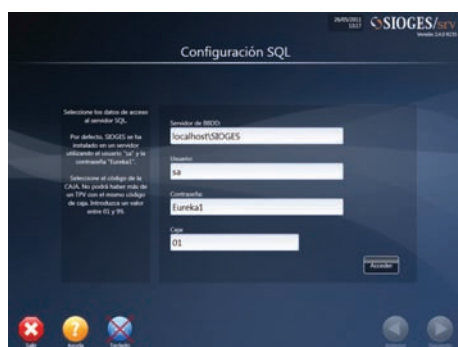 26/05/2011
13:17
SIOGES/srv
Versión 2.4.0 R170
Configuración SQL
Seleccione los datos de acceso
al servidor SQL.
Por defecto, SIOGES se ha
instalado en un servidor
utilizando el usuario "sa" y la
contraseña "Eureka1".
Seleccione el código de la
CAJA. No podrá haber más de
un TPV con el mismo código
de caja. Introduzca un valor
entre 01 y 99.
Servidor de BBDD:
localhost\SIOGES
Usuario:
sa
Contraseña:
Eureka1
Caja:
01
Acceder
Salir
Ayuda
Teclado
Anterior
Siguiente